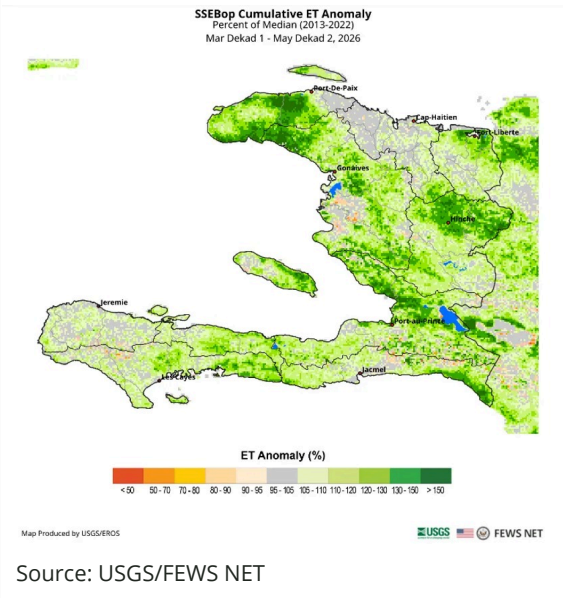 SSEBop Cumulative ET Anomaly
Percent of Median (2013-2022)
Mar Dekad 1 - May Dekad 2, 2026
Port-De-Paix
Cap-Haitien
Fort-Liberte
Gonaives
Hinche
Jeremie
Port-au-Prince
Les Cayes
Jacmel
ET Anomaly (%)
< 50 50 - 70 70 - 80 80 - 90 90 - 95 95 - 105 105 - 110 110 - 120 120 - 130 130 - 150 > 150
Map Produced by USGS/EROS
USGS FEWS NET
Source: USGS/FEWS NET